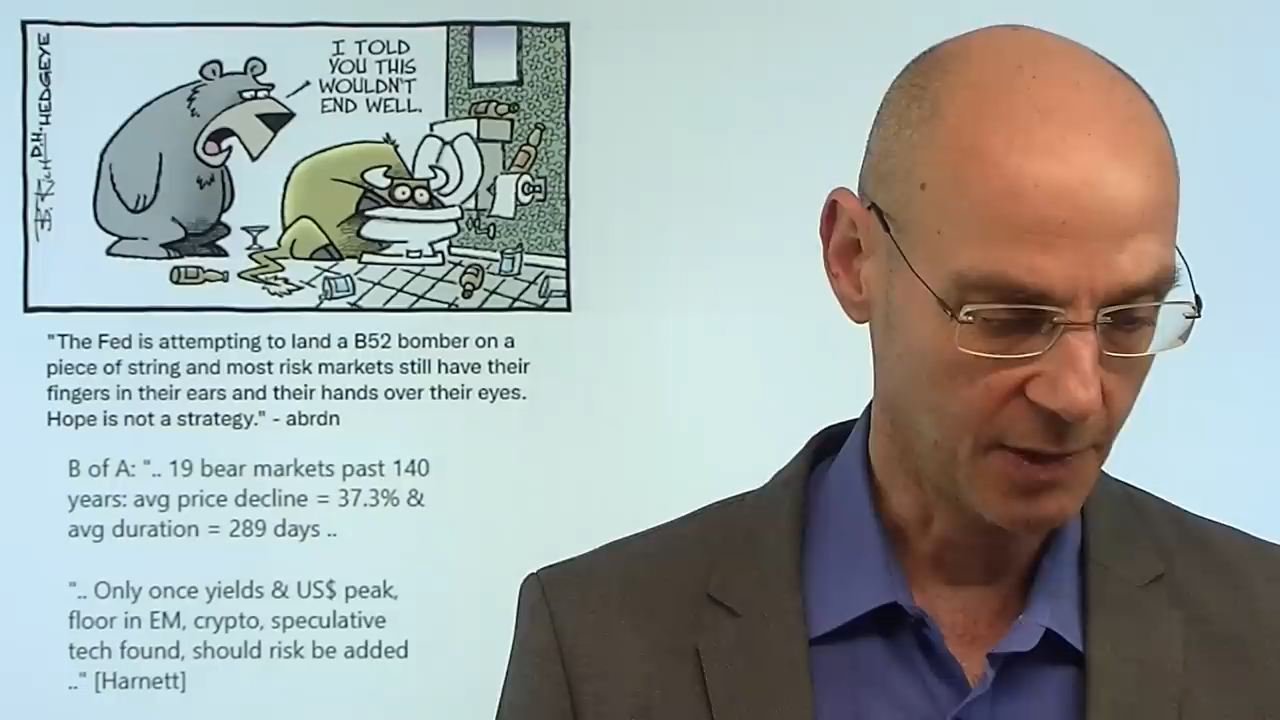 HEDGEYE
I TOLD
YOU THIS
WOULDN'T
END WELL.
"The Fed is attempting to land a B52 bomber on a
piece of string and most risk markets still have their
fingers in their ears and their hands over their eyes.
Hope is not a strategy." - abrdn
B of A: ".. 19 bear markets past 140
years: avg price decline = 37.3% &
avg duration = 289 days ..
".. Only once yields & US$ peak,
floor in EM, crypto, speculative
tech found, should risk be added
.." [Harnett]